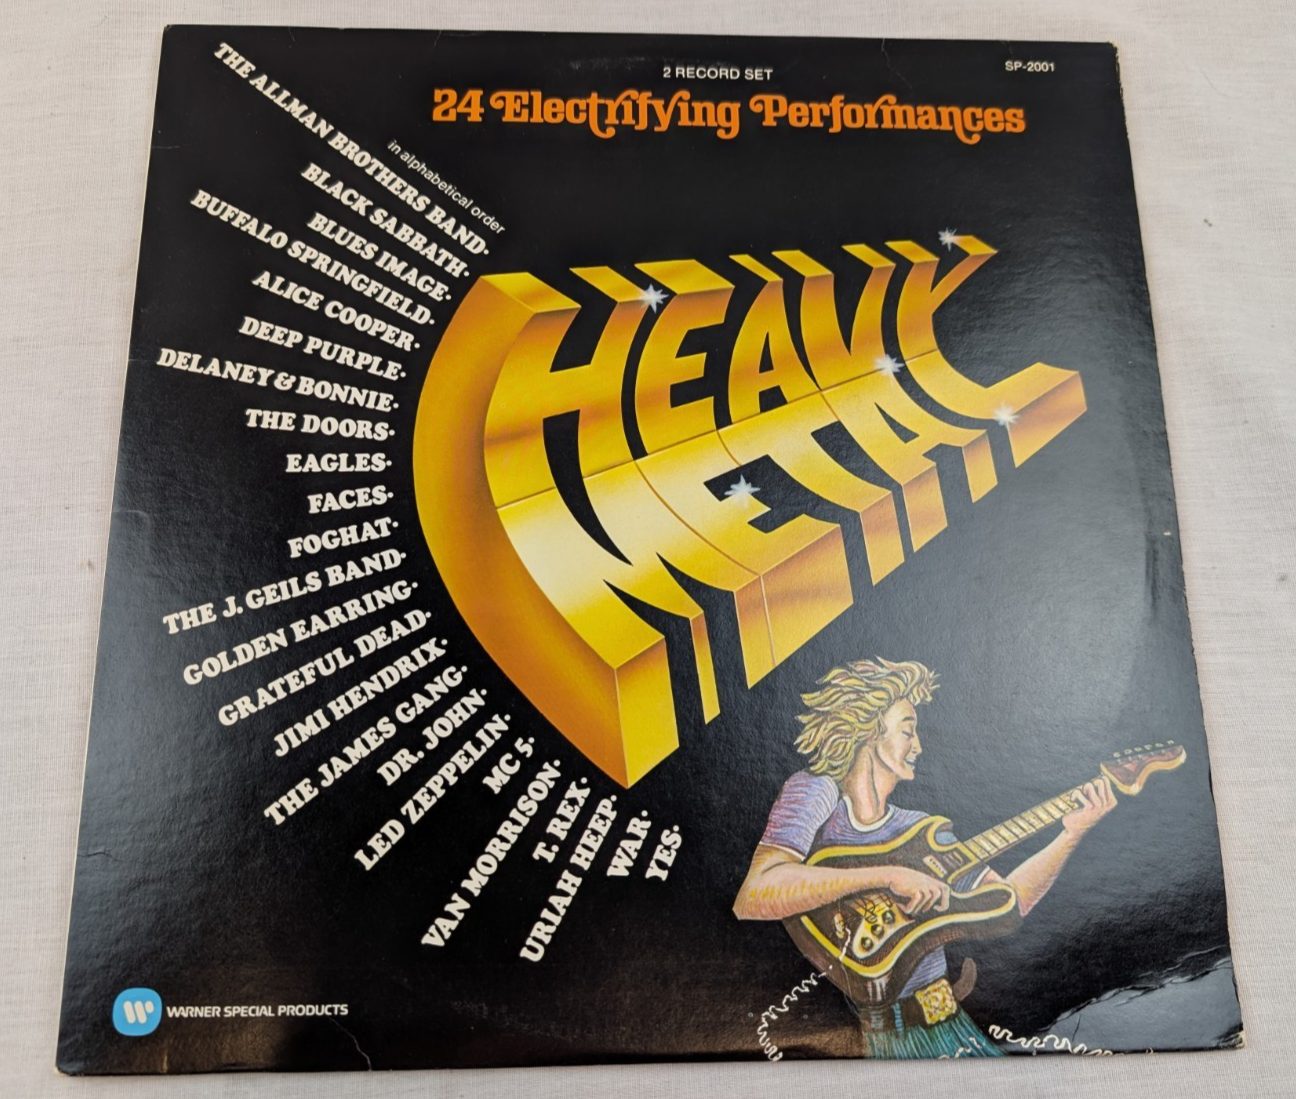 2 RECORD SET
SP-2001
24 Electrifying Performances
in alphabetical order
THE ALLMAN BROTHERS BAND·
BLACK SABBATH·
BLUES IMAGE·
BUFFALO SPRINGFIELD·
ALICE COOPER·
DEEP PURPLE·
DELANEY & BONNIE·
THE DOORS·
EAGLES·
FACES·
FOGHAT·
THE J. GEILS BAND·
GOLDEN EARRING·
GRATEFUL DEAD·
JIMI HENDRIX·
THE JAMES GANG·
DR. JOHN·
LED ZEPPELIN·
MC 5·
VAN MORRISON·
T. REX·
URIAH HEEP·
WAR·
YES·
HEAVY
METAL
WARNER SPECIAL PRODUCTS